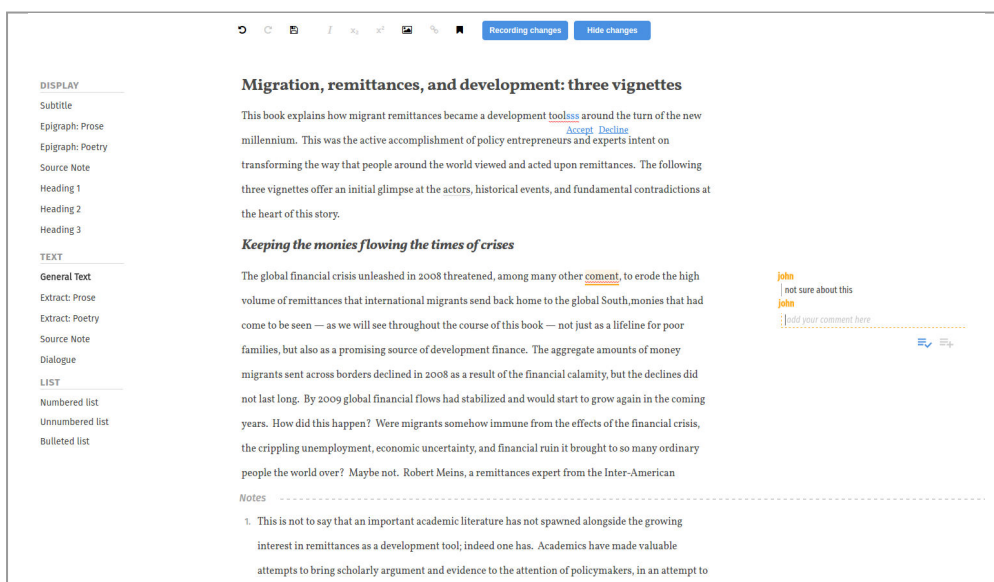 I x₂ x² Recording changes Hide changes
DISPLAY
Subtitle
Epigraph: Prose
Epigraph: Poetry
Source Note
Heading 1
Heading 2
Heading 3
TEXT
General Text
Extract: Prose
Extract: Poetry
Source Note
Dialogue
LIST
Numbered list
Unnumbered list
Bulleted list
Migration, remittances, and development: three vignettes
This book explains how migrant remittances became a development toolsss around the turn of the new
Accept Decline
millennium. This was the active accomplishment of policy entrepreneurs and experts intent on
transforming the way that people around the world viewed and acted upon remittances. The following
three vignettes offer an initial glimpse at the actors, historical events, and fundamental contradictions at
the heart of this story.
Keeping the monies flowing the times of crises
The global financial crisis unleashed in 2008 threatened, among many other coment, to erode the high
volume of remittances that international migrants send back home to the global South,monies that had
come to be seen — as we will see throughout the course of this book — not just as a lifeline for poor
families, but also as a promising source of development finance. The aggregate amounts of money
migrants sent across borders declined in 2008 as a result of the financial calamity, but the declines did
not last long. By 2009 global financial flows had stabilized and would start to grow again in the coming
years. How did this happen? Were migrants somehow immune from the effects of the financial crisis,
the crippling unemployment, economic uncertainty, and financial ruin it brought to so many ordinary
people the world over? Maybe not. Robert Meins, a remittances expert from the Inter-American
Notes
1. This is not to say that an important academic literature has not spawned alongside the growing
interest in remittances as a development tool; indeed one has. Academics have made valuable
attempts to bring scholarly argument and evidence to the attention of policymakers, in an attempt to
john
not sure about this
john
add your comment here